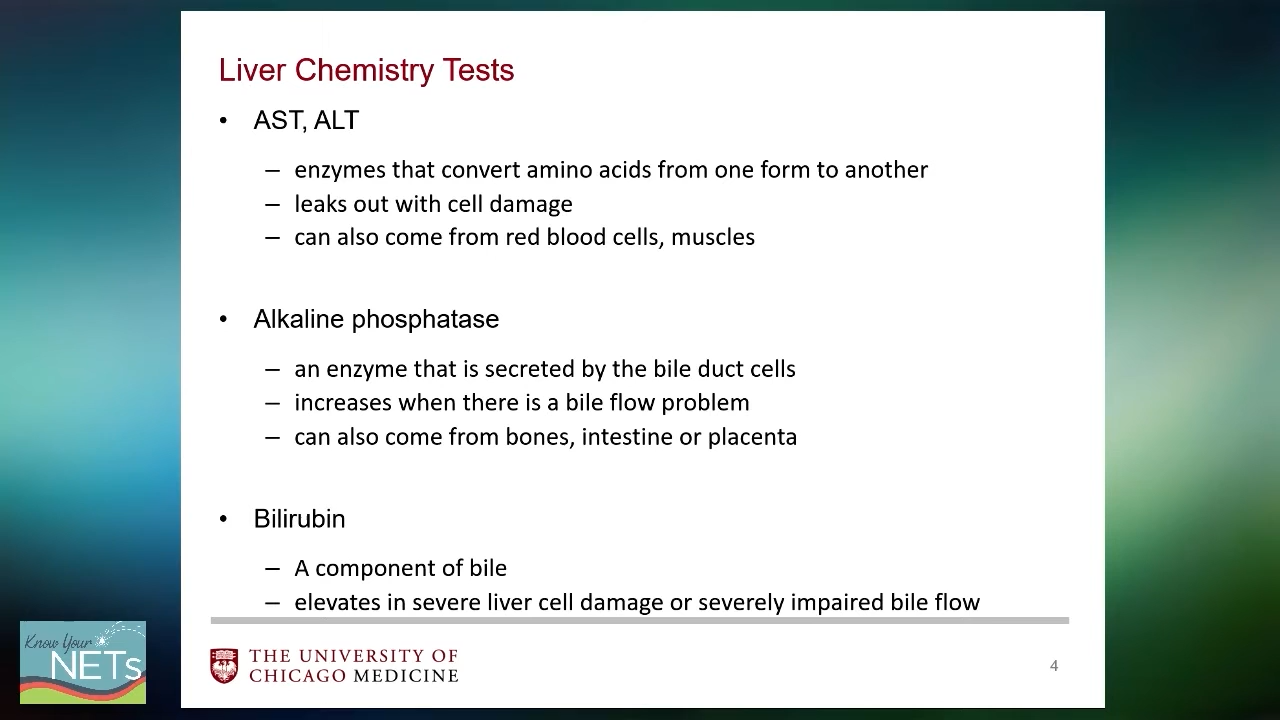 Liver Chemistry Tests
• AST, ALT
– enzymes that convert amino acids from one form to another
– leaks out with cell damage
– can also come from red blood cells, muscles
• Alkaline phosphatase
– an enzyme that is secreted by the bile duct cells
– increases when there is a bile flow problem
– can also come from bones, intestine or placenta
• Bilirubin
– A component of bile
– elevates in severe liver cell damage or severely impaired bile flow
Know Your
NETs
THE UNIVERSITY OF
CHICAGO MEDICINE
4